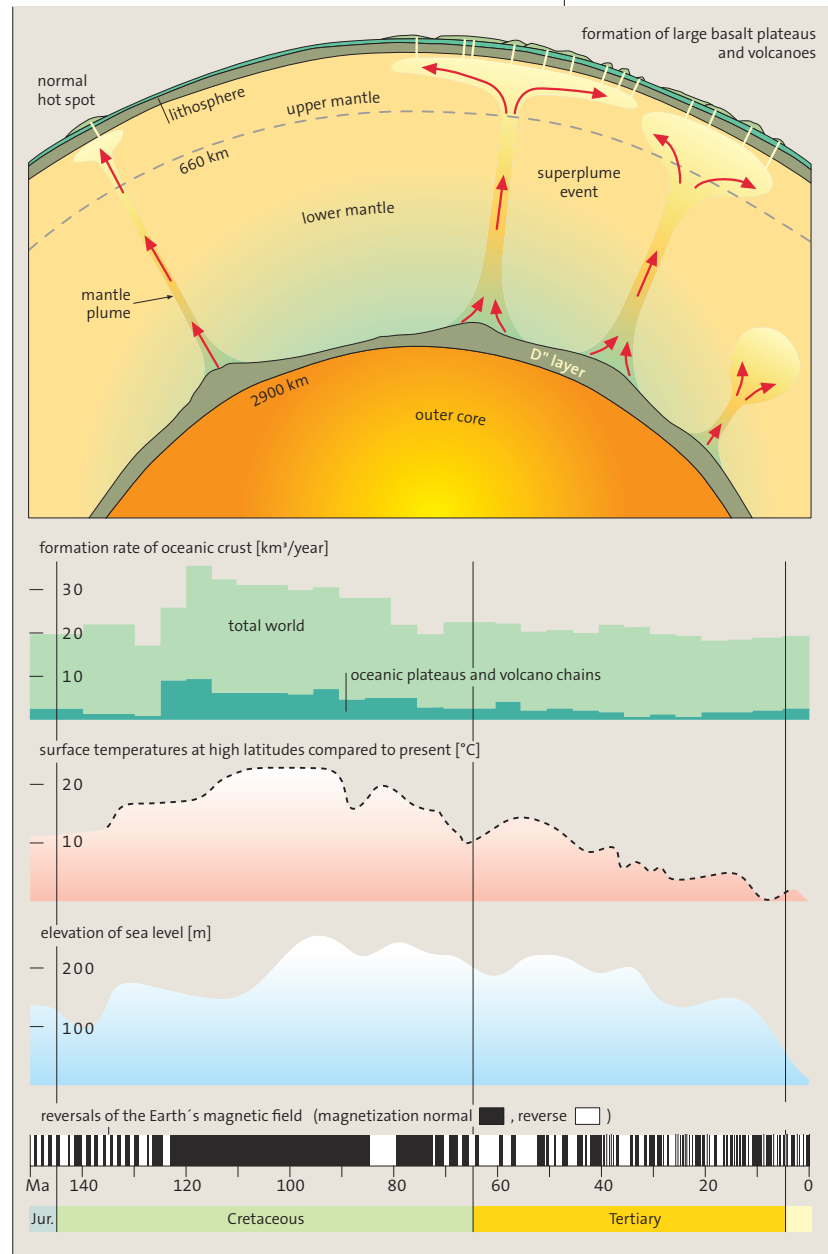 formation of large basalt plateaus
and volcanoes
normal
hot spot
lithosphere
upper mantle
660 km
superplume
event
lower mantle
mantle
plume
D" layer
2900 km
outer core
formation rate of oceanic crust [km³/year]
30
total world
20
10
oceanic plateaus and volcano chains
surface temperatures at high latitudes compared to present [°C]
20
10
elevation of sea level [m]
200
100
reversals of the Earth´s magnetic field (magnetization normal , reverse )
Ma 140 120 100 80 60 40 20 0
Jur. Cretaceous Tertiary